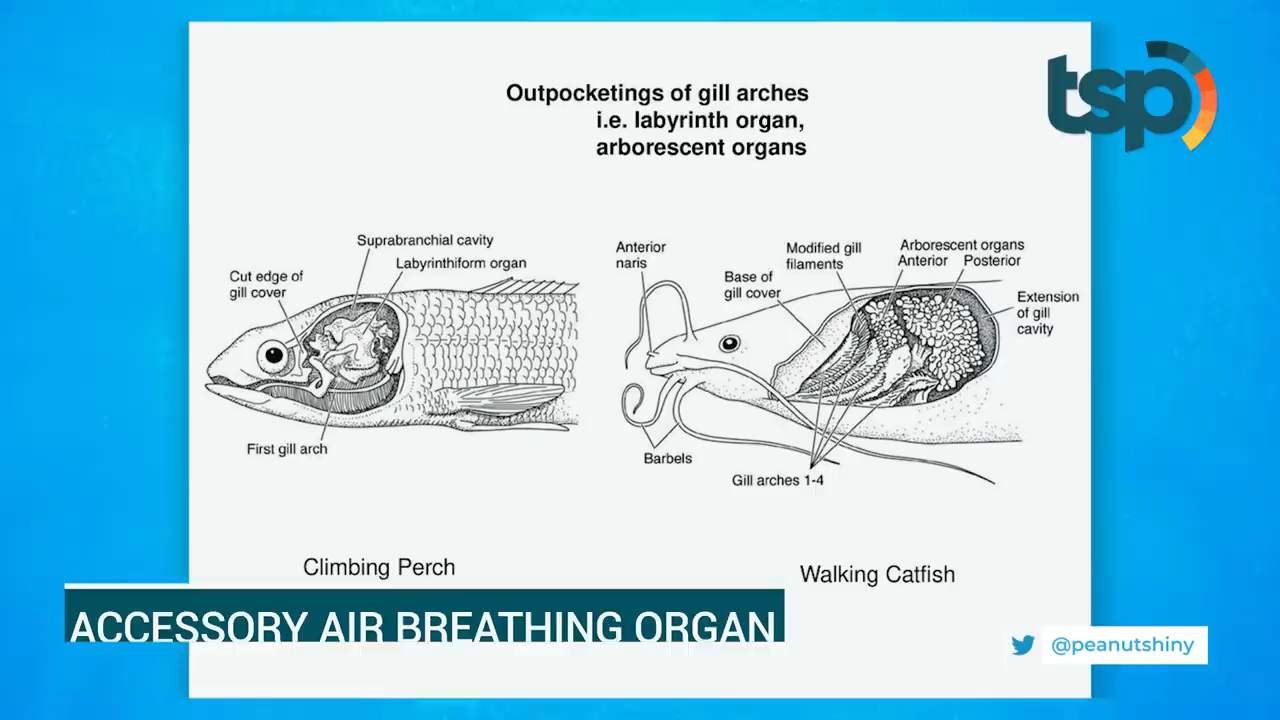 Outpocketings of gill arches
i.e. labyrinth organ,
arborescent organs
tsp
Suprabranchial cavity
Labyrinthiform organ
Cut edge of
gill cover
First gill arch
Climbing Perch
Anterior
naris
Base of
gill cover
Modified gill
filaments
Arborescent organs
Anterior Posterior
Extension
of gill
cavity
Barbels
Gill arches 1-4
Walking Catfish
ACCESSORY AIR BREATHING ORGAN
@peanutshiny